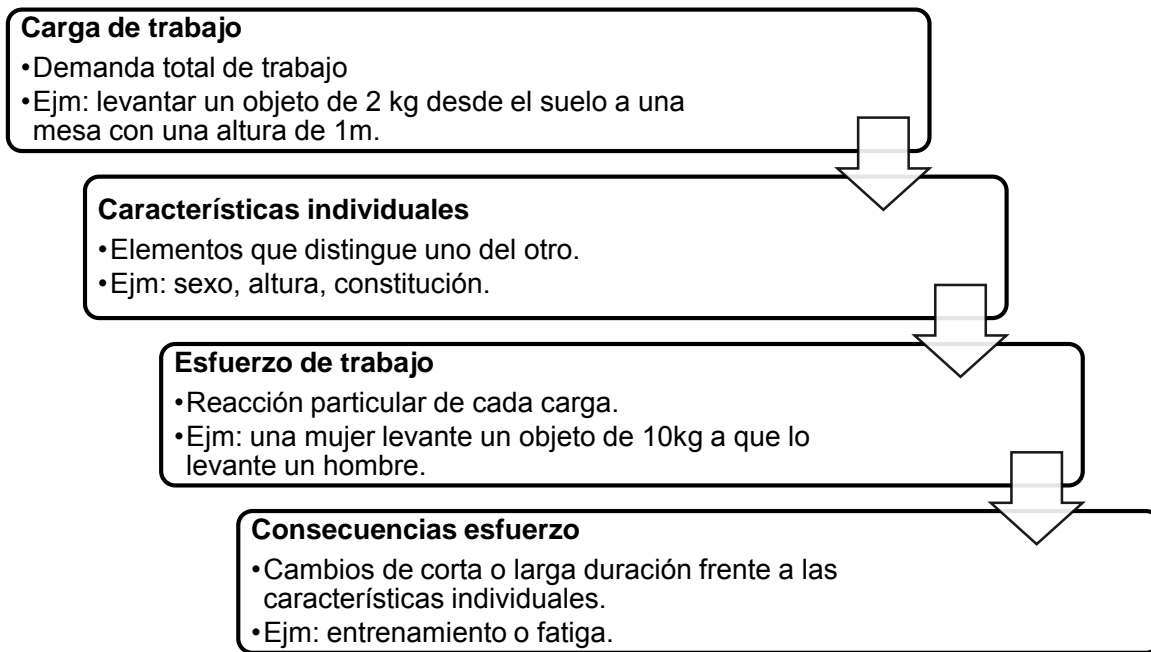 Carga de trabajo
•Demanda total de trabajo
•Ejm: levantar un objeto de 2 kg desde el suelo a una
mesa con una altura de 1m.
Características individuales
•Elementos que distingue uno del otro.
•Ejm: sexo, altura, constitución.
Esfuerzo de trabajo
•Reacción particular de cada carga.
•Ejm: una mujer levante un objeto de 10kg a que lo
levante un hombre.
Consecuencias esfuerzo
•Cambios de corta o larga duración frente a las
características individuales.
•Ejm: entrenamiento o fatiga.